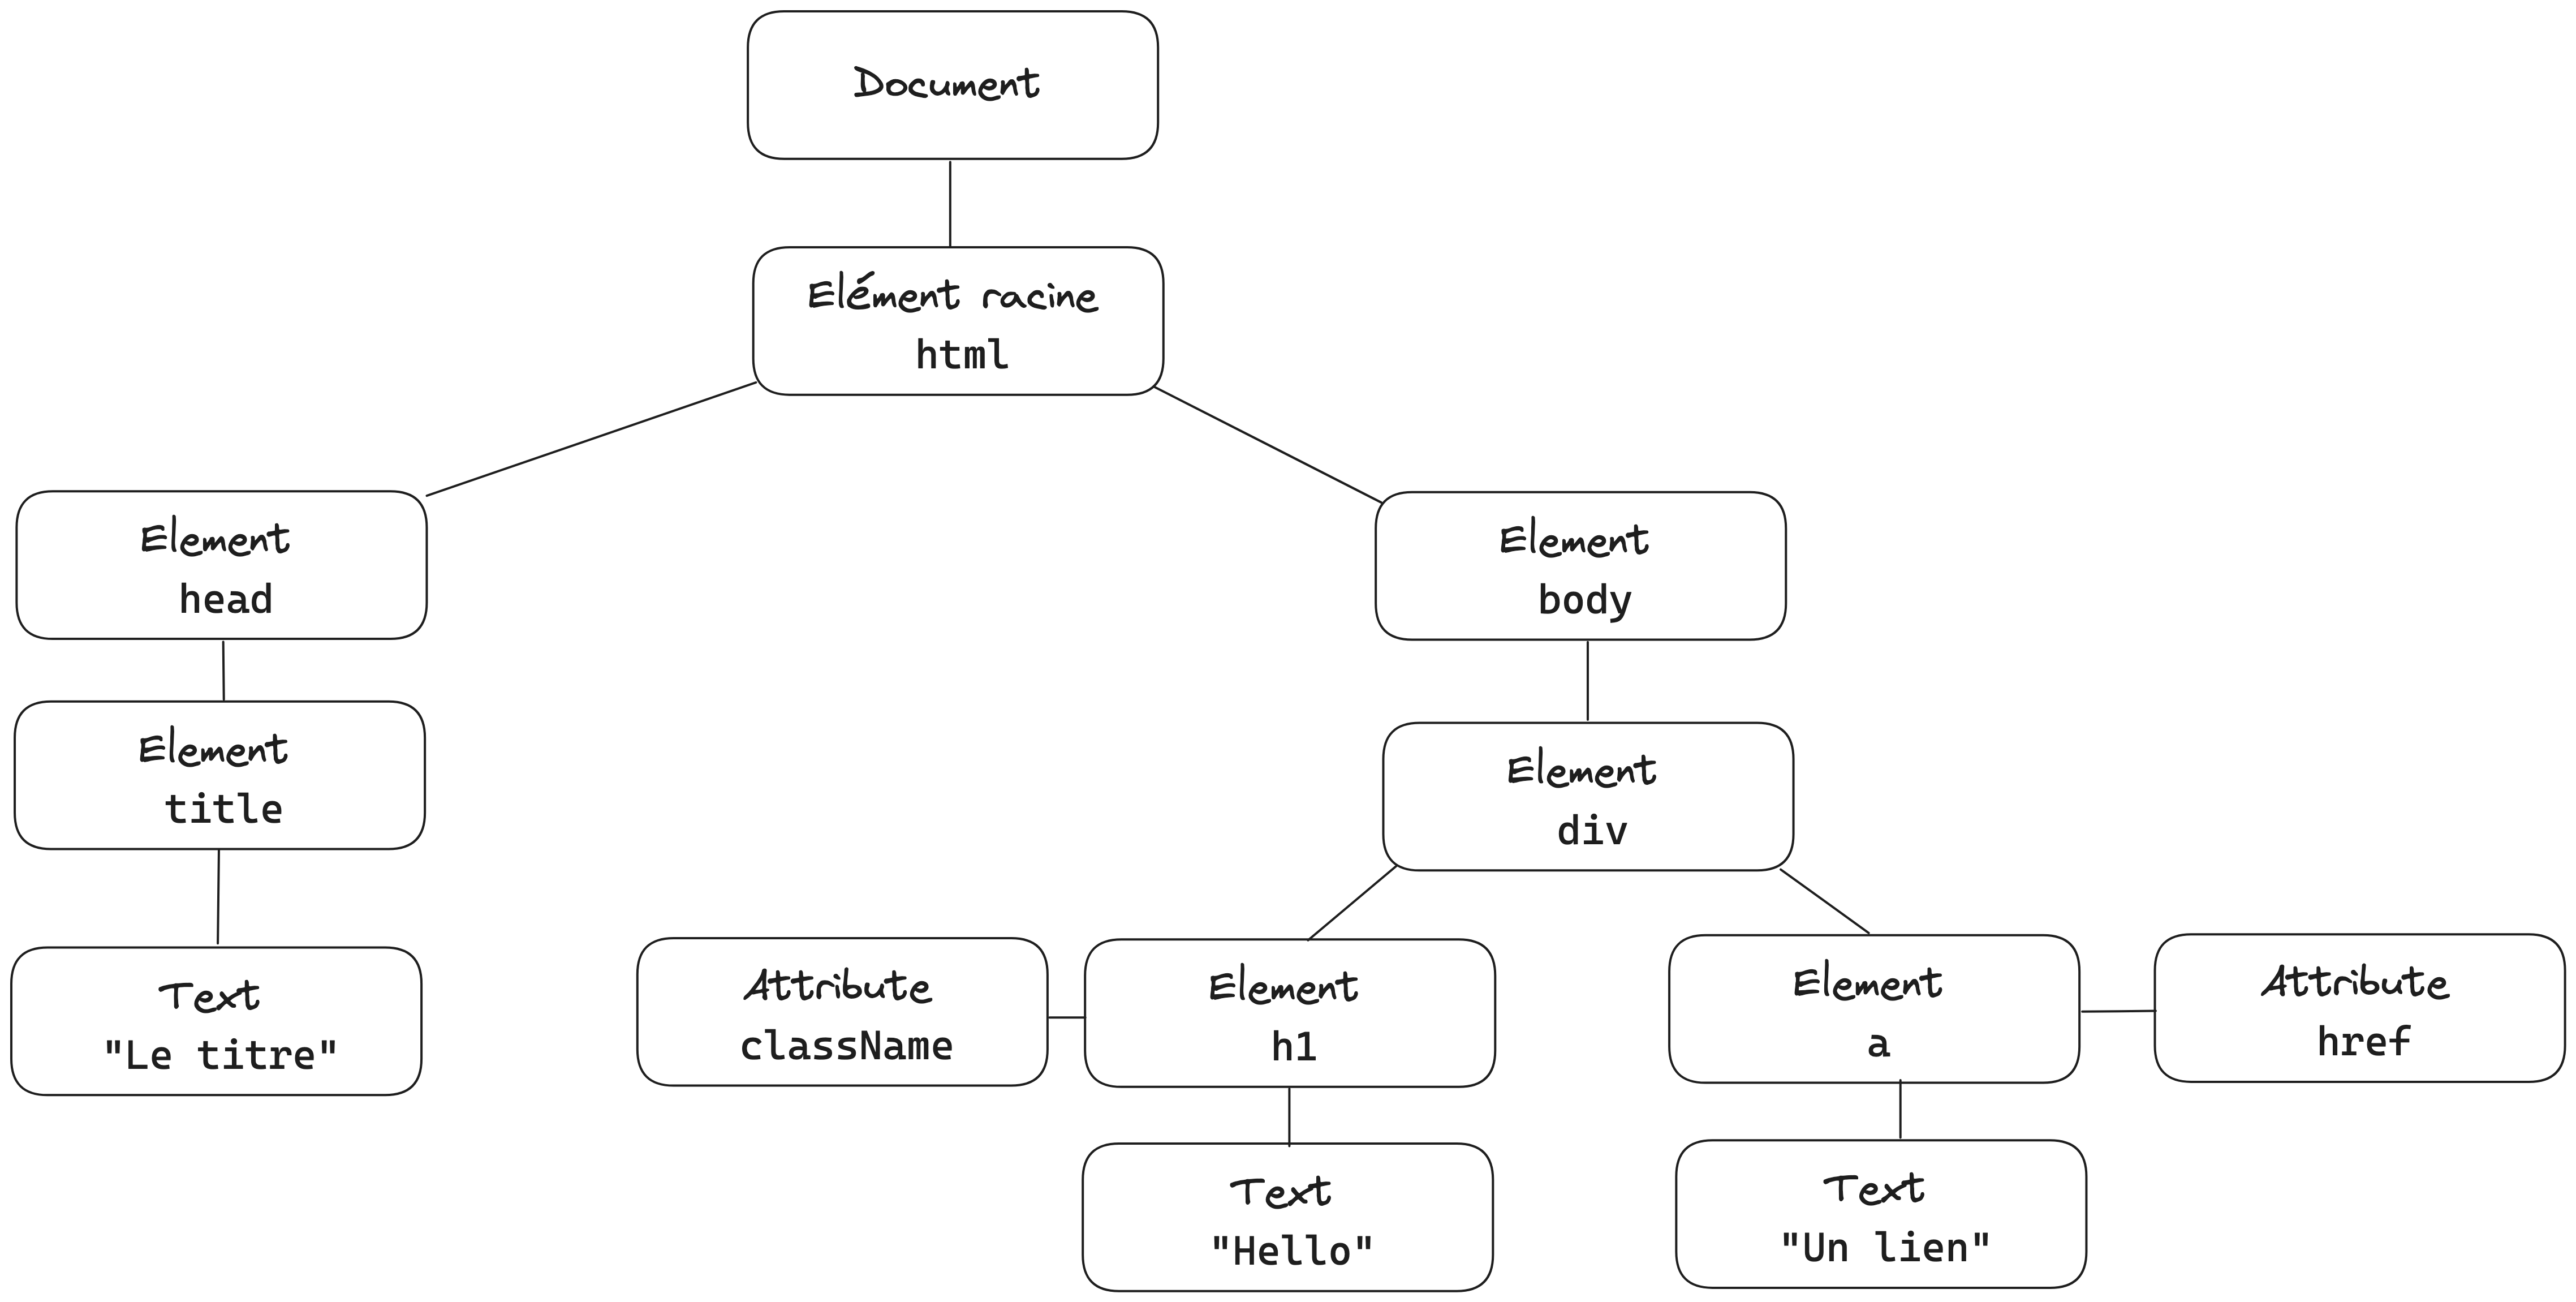 Document
Elément racine
html
Element
head
Element
body
Element
title
Element
div
Text
"Le titre"
Attribute
className
Element
h1
Element
a
Attribute
href
Text
"Hello"
Text
"Un lien"